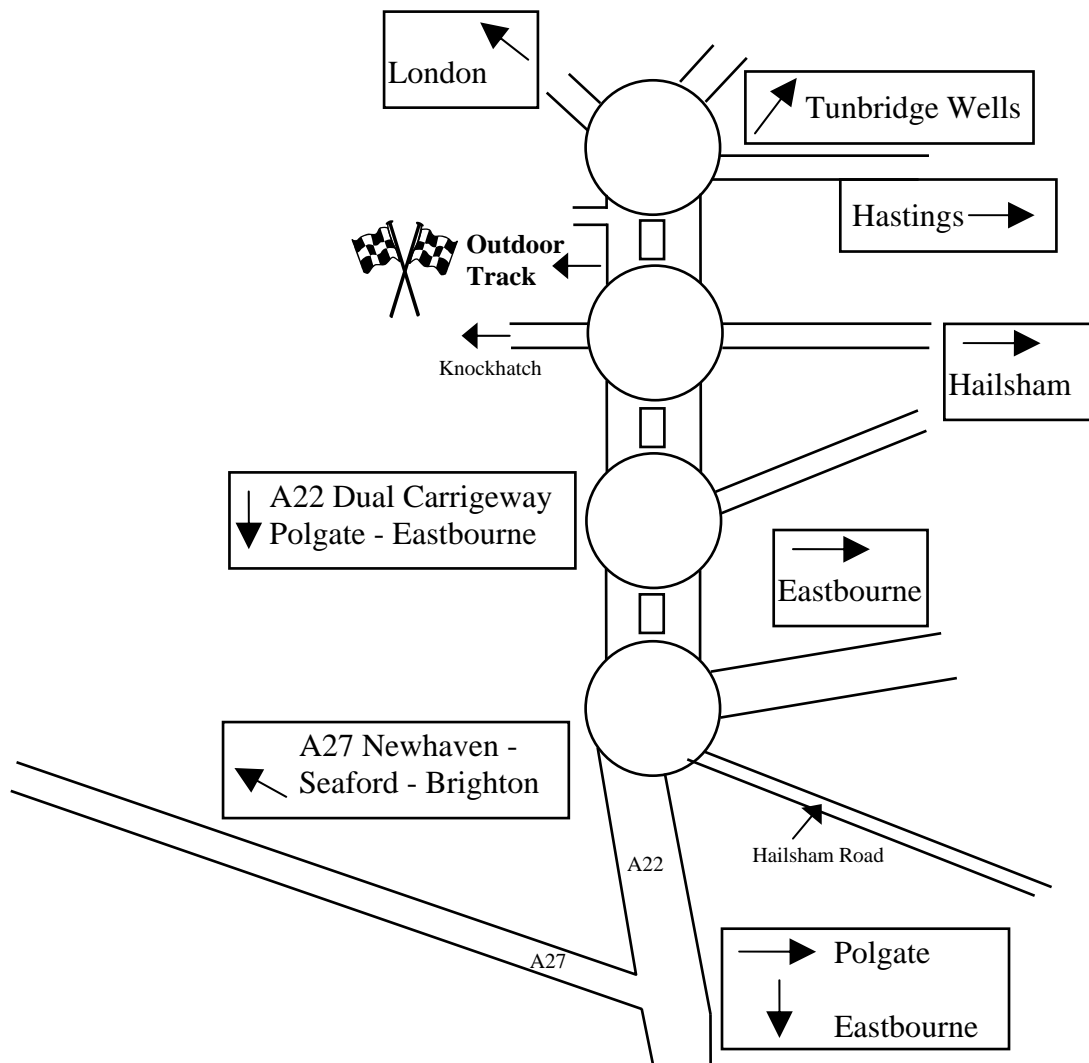 London
Tunbridge Wells
Hastings
Outdoor
Track
Knockhatch
Hailsham
A22 Dual Carrigeway
Polgate - Eastbourne
Eastbourne
A27 Newhaven -
Seaford - Brighton
Hailsham Road
A22
A27
Polgate
Eastbourne